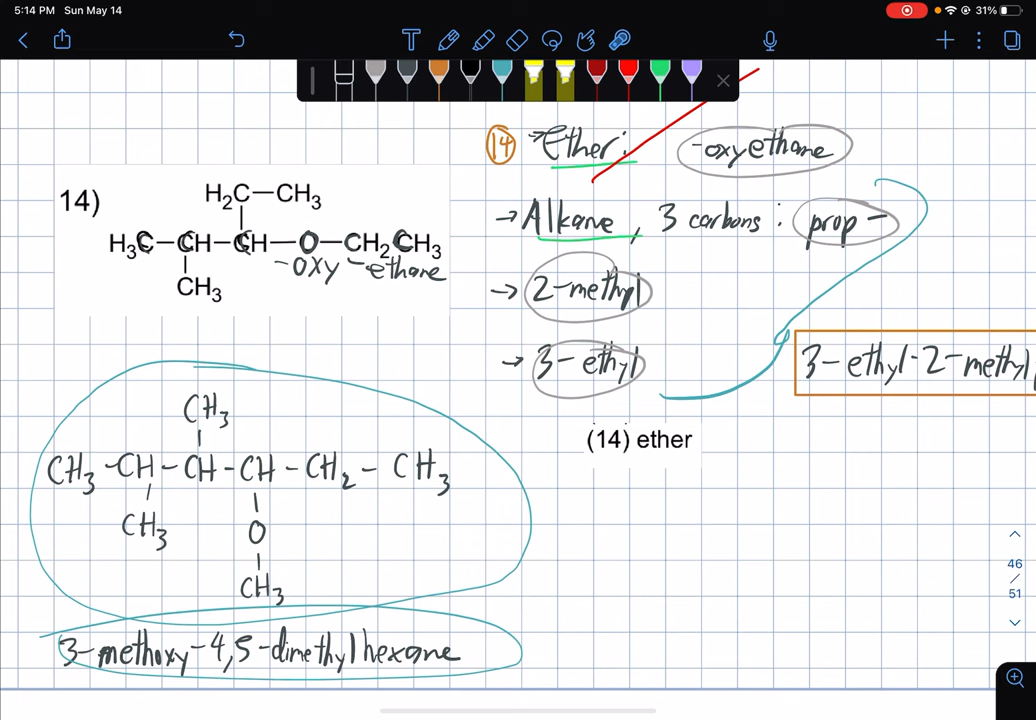 5:14 PM Sun May 14
31%
14 →Ether: -oxyethane
14)
H₂C—CH₃
→ Alkane, 3 carbons: prop-
H₃C—CH—CH—O—CH₂CH₃
-oxy -ethane
CH₃
→ 2-methyl
→ 3-ethyl
3-ethyl-2-methyl
(14) ether
CH₃
CH₃-CH-CH-CH-CH₂-CH₃
CH₃ O
CH₃
3-methoxy-4,5-dimethylhexane
46
/
51